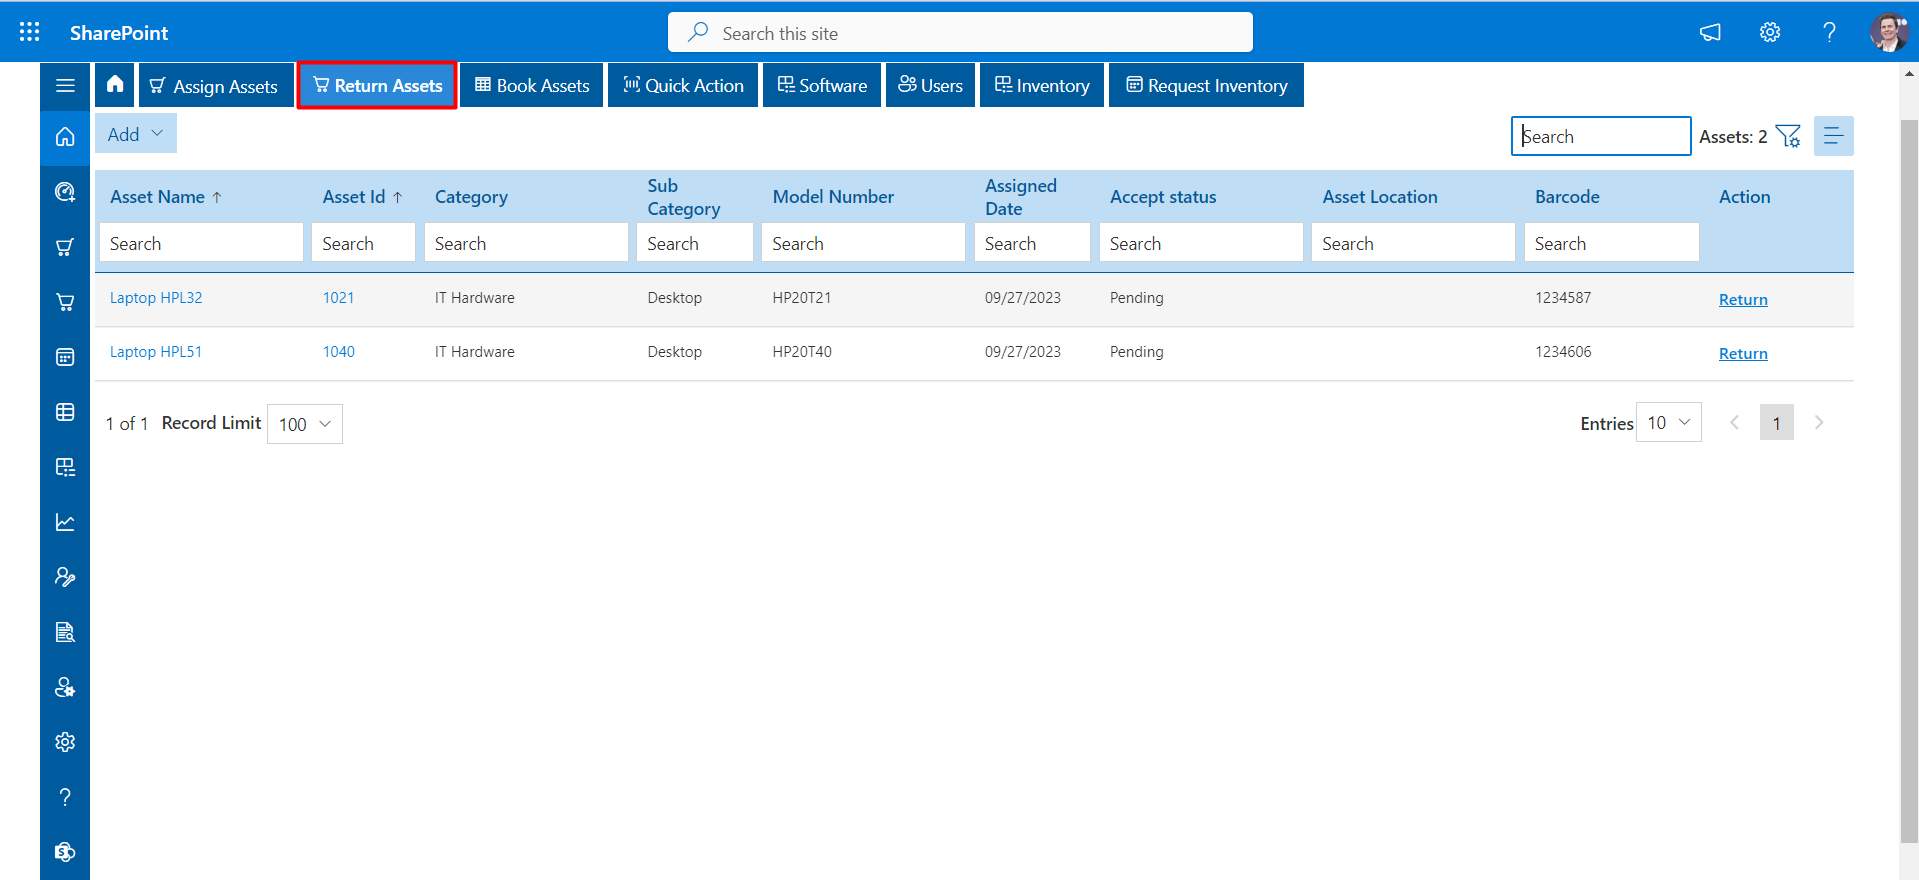 SharePoint
Search this site
Assign Assets
Return Assets
Book Assets
Quick Action
Software
Users
Inventory
Request Inventory
Add
Search
Assets: 2
Asset Name ↑ Asset Id ↑ Category Sub Category Model Number Assigned Date Accept status Asset Location Barcode Action
Search Search Search Search Search Search Search Search Search
Laptop HPL32 1021 IT Hardware Desktop HP20T21 09/27/2023 Pending 1234587 Return
Laptop HPL51 1040 IT Hardware Desktop HP20T40 09/27/2023 Pending 1234606 Return
1 of 1 Record Limit 100
Entries 10 1